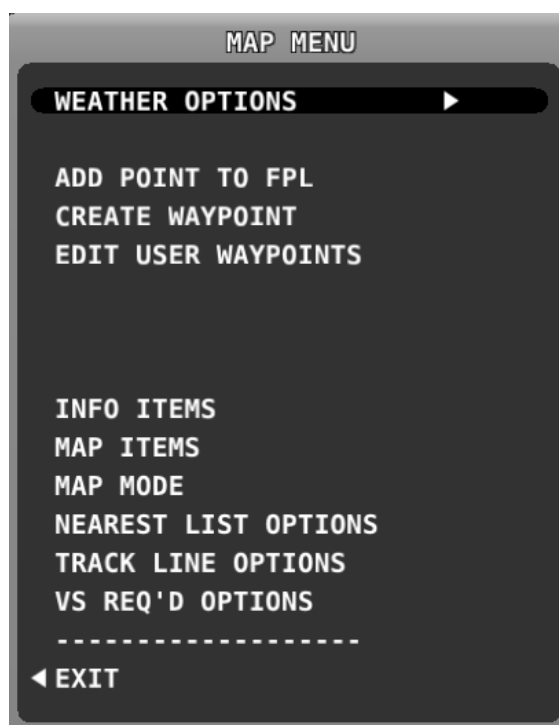 MAP MENU
WEATHER OPTIONS
ADD POINT TO FPL
CREATE WAYPOINT
EDIT USER WAYPOINTS
INFO ITEMS
MAP ITEMS
MAP MODE
NEAREST LIST OPTIONS
TRACK LINE OPTIONS
VS REQ'D OPTIONS
-------------------
EXIT